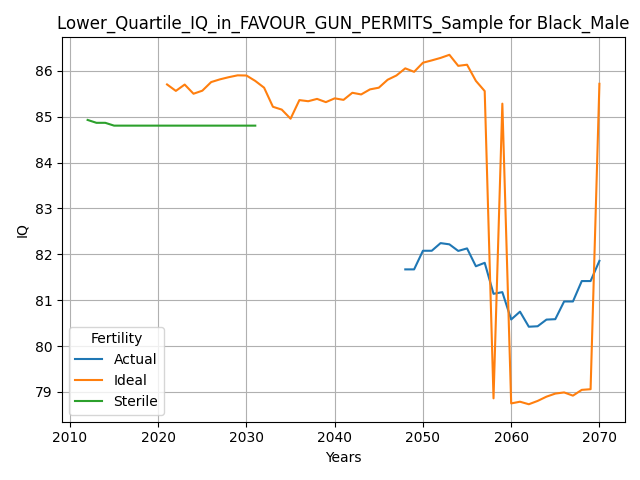 Lower_Quartile_IQ_in_FAVOUR_GUN_PERMITS_Sample for Black_Male
IQ
86
85
84
83
82
81
80
79
Fertility
Actual
Ideal
Sterile
2010 2020 2030 2040 2050 2060 2070
Years